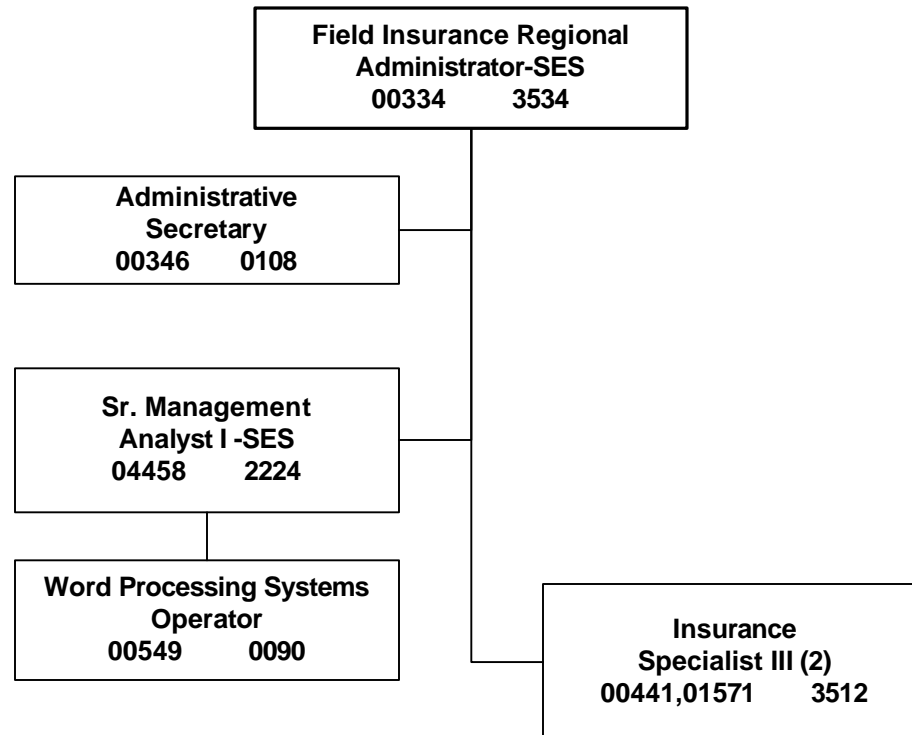 Field Insurance Regional
Administrator-SES
00334 3534
Administrative
Secretary
00346 0108
Sr. Management
Analyst I -SES
04458 2224
Word Processing Systems
Operator
00549 0090
Insurance
Specialist III (2)
00441,01571 3512